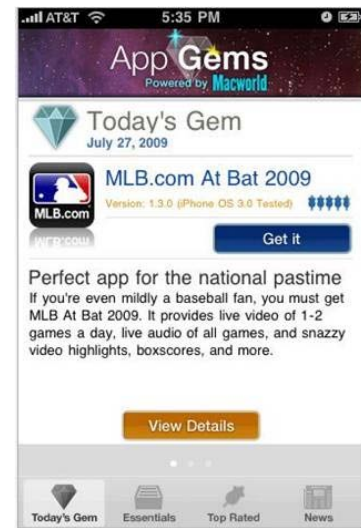 AT&T 5:35 PM
App Gems
Powered by Macworld
Today's Gem
July 27, 2009
MLB.com At Bat 2009
Version: 1.3.0 (iPhone OS 3.0 Tested)
MLB.com
Get it
Perfect app for the national pastime
If you're even mildly a baseball fan, you must get
MLB At Bat 2009. It provides live video of 1-2
games a day, live audio of all games, and snazzy
video highlights, boxscores, and more.
View Details
Today's Gem Essentials Top Rated News